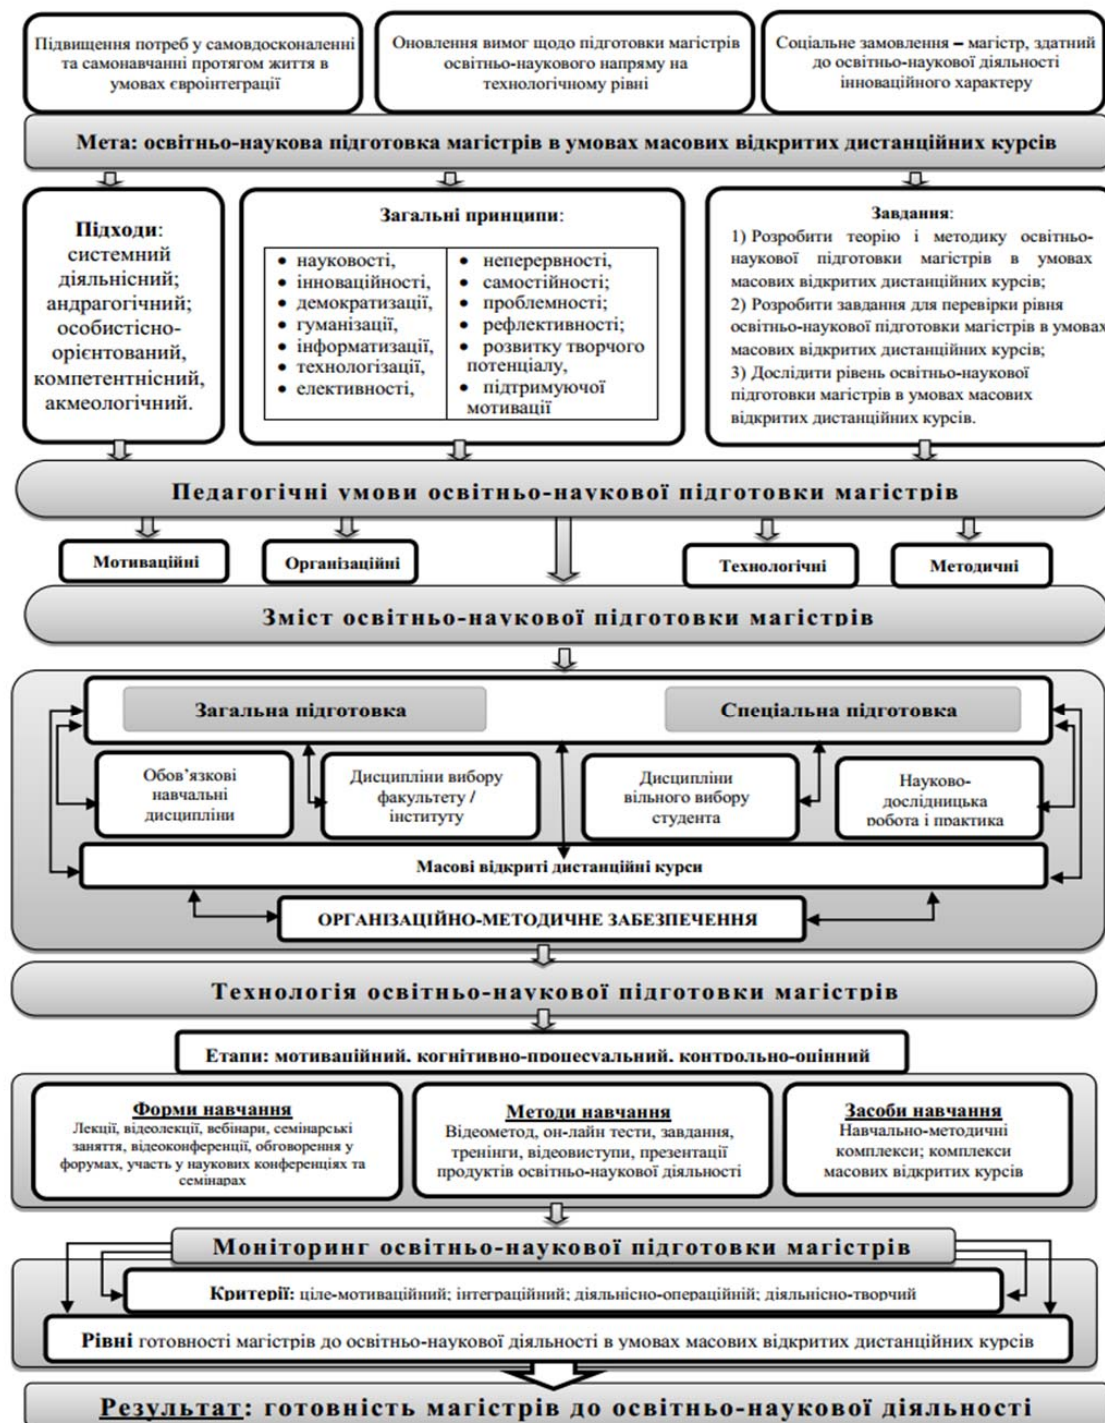 Підвищення потреб у самовдосконаленні
та самонавчанні протягом життя в
умовах євроінтеграції
Оновлення вимог щодо підготовки магістрів
освітньо-наукового напряму на
технологічному рівні
Соціальне замовлення – магістр, здатний
до освітньо-наукової діяльності
інноваційного характеру
Мета: освітньо-наукова підготовка магістрів в умовах масових відкритих дистанційних курсів
Підходи:
системний
діяльнісний;
андрагогічний;
особистісно-
орієнтований,
компетентнісний,
акмеологічний.
Загальні принципи:
• науковості,
• інноваційності,
• демократизації,
• гуманізації,
• інформатизації,
• технологізації,
• елективності,
• неперервності,
• самостійності;
• проблемності;
• рефлективності;
• розвитку творчого
потенціалу,
• підтримуючої
мотивації
Завдання:
1) Розробити теорію і методику освітньо-
наукової підготовки магістрів в умовах
масових відкритих дистанційних курсів;
2) Розробити завдання для перевірки рівня
освітньо-наукової підготовки магістрів в умовах
масових відкритих дистанційних курсів;
3) Дослідити рівень освітньо-наукової
підготовки магістрів в умовах масових
відкритих дистанційних курсів.
Педагогічні умови освітньо-наукової підготовки магістрів
Мотиваційні
Організаційні
Технологічні
Методичні
Зміст освітньо-наукової підготовки магістрів
Загальна підготовка
Спеціальна підготовка
Обов’язкові
навчальні
дисципліни
Дисципліни вибору
факультету /
інституту
Дисципліни
вільного вибору
студента
Науково-
дослідницька
робота і практика
Масові відкриті дистанційні курси
ОРГАНІЗАЦІЙНО-МЕТОДИЧНЕ ЗАБЕЗПЕЧЕННЯ
Технологія освітньо-наукової підготовки магістрів
Етапи: мотиваційний, когнітивно-процесуальний, контрольно-оцінний
Форми навчання
Лекції, відеолекції, вебінари, семінарські
заняття, відеоконференції, обговорення у
форумах, участь у наукових конференціях та
семінарах
Методи навчання
Відеометод, он-лайн тести, завдання,
тренінги, відеовиступи, презентації
продуктів освітньо-наукової діяльності
Засоби навчання
Навчально-методичні
комплекси; комплекси
масових відкритих курсів
Моніторинг освітньо-наукової підготовки магістрів
Критерії: ціле-мотиваційний; інтеграційний; діяльнісно-операційній; діяльнісно-творчий
Рівні готовності магістрів до освітньо-наукової діяльності в умовах масових відкритих дистанційних курсів
Результат: готовність магістрів до освітньо-наукової діяльності